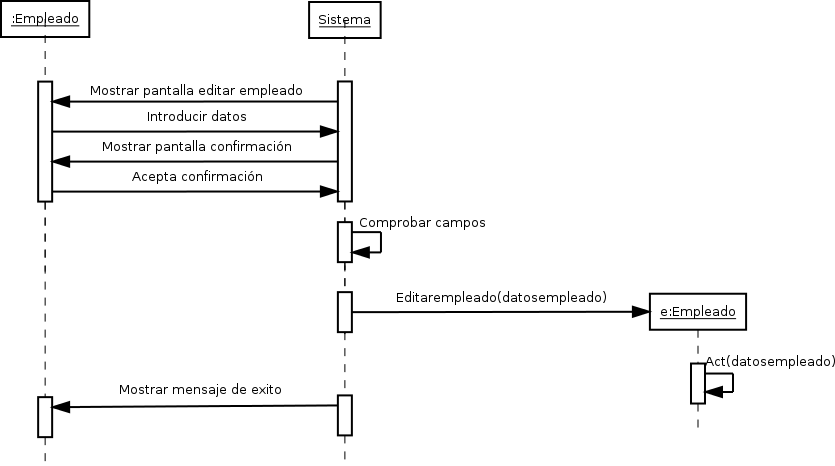 :Empleado
Sistema
Mostrar pantalla editar empleado
Introducir datos
Mostrar pantalla confirmación
Acepta confirmación
Comprobar campos
Editarempleado(datosempleado)
e:Empleado
Act(datosempleado)
Mostrar mensaje de exito